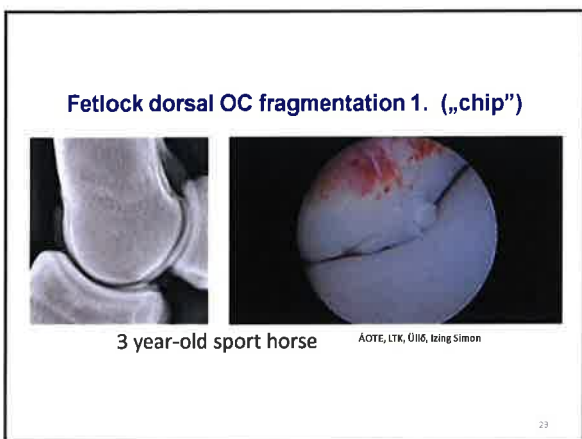 Fetlock dorsal OC fragmentation 1. („chip”)
3 year-old sport horse
ÁOTE, LTK, Üllő, Izing Simon
23